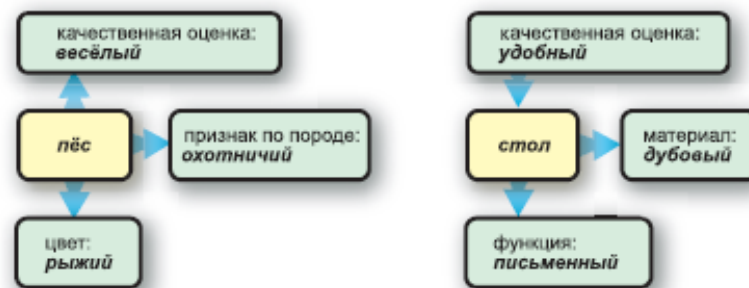 качественная оценка:
весёлый
пёс
признак по породе:
охотничий
цвет:
рыжий
качественная оценка:
удобный
стол
материал:
дубовый
функция:
письменный